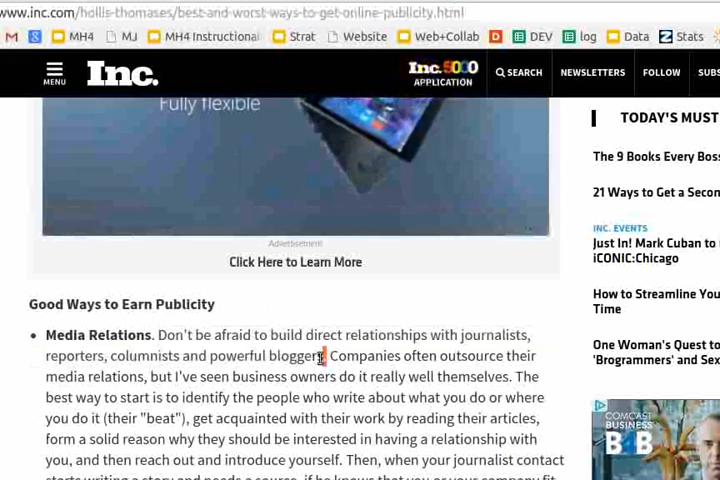 www.inc.com/hollis-thomases/best-and-worst-ways-to-get-online-publicity.html
MH4 MJ MH4 Instructional Strat Website Web+Collab DEV log Data Stats
MENU Inc. Inc.5000 APPLICATION SEARCH NEWSLETTERS FOLLOW SUBS
Fully flexible
Advertisement
Click Here to Learn More
Good Ways to Earn Publicity
• Media Relations. Don't be afraid to build direct relationships with journalists,
reporters, columnists and powerful bloggers. Companies often outsource their
media relations, but I've seen business owners do it really well themselves. The
best way to start is to identify the people who write about what you do or where
you do it (their "beat"), get acquainted with their work by reading their articles,
form a solid reason why they should be interested in having a relationship with
you, and then reach out and introduce yourself. Then, when your journalist contact
starts writing a story and needs a source, if he knows that you or your company fit
TODAY'S MUST
The 9 Books Every Boss
21 Ways to Get a Secon
INC. EVENTS
Just In! Mark Cuban to
iCONIC:Chicago
How to Streamline You
Time
One Woman's Quest to
'Brogrammers' and Sex
COMCAST
BUSINESS
B4B